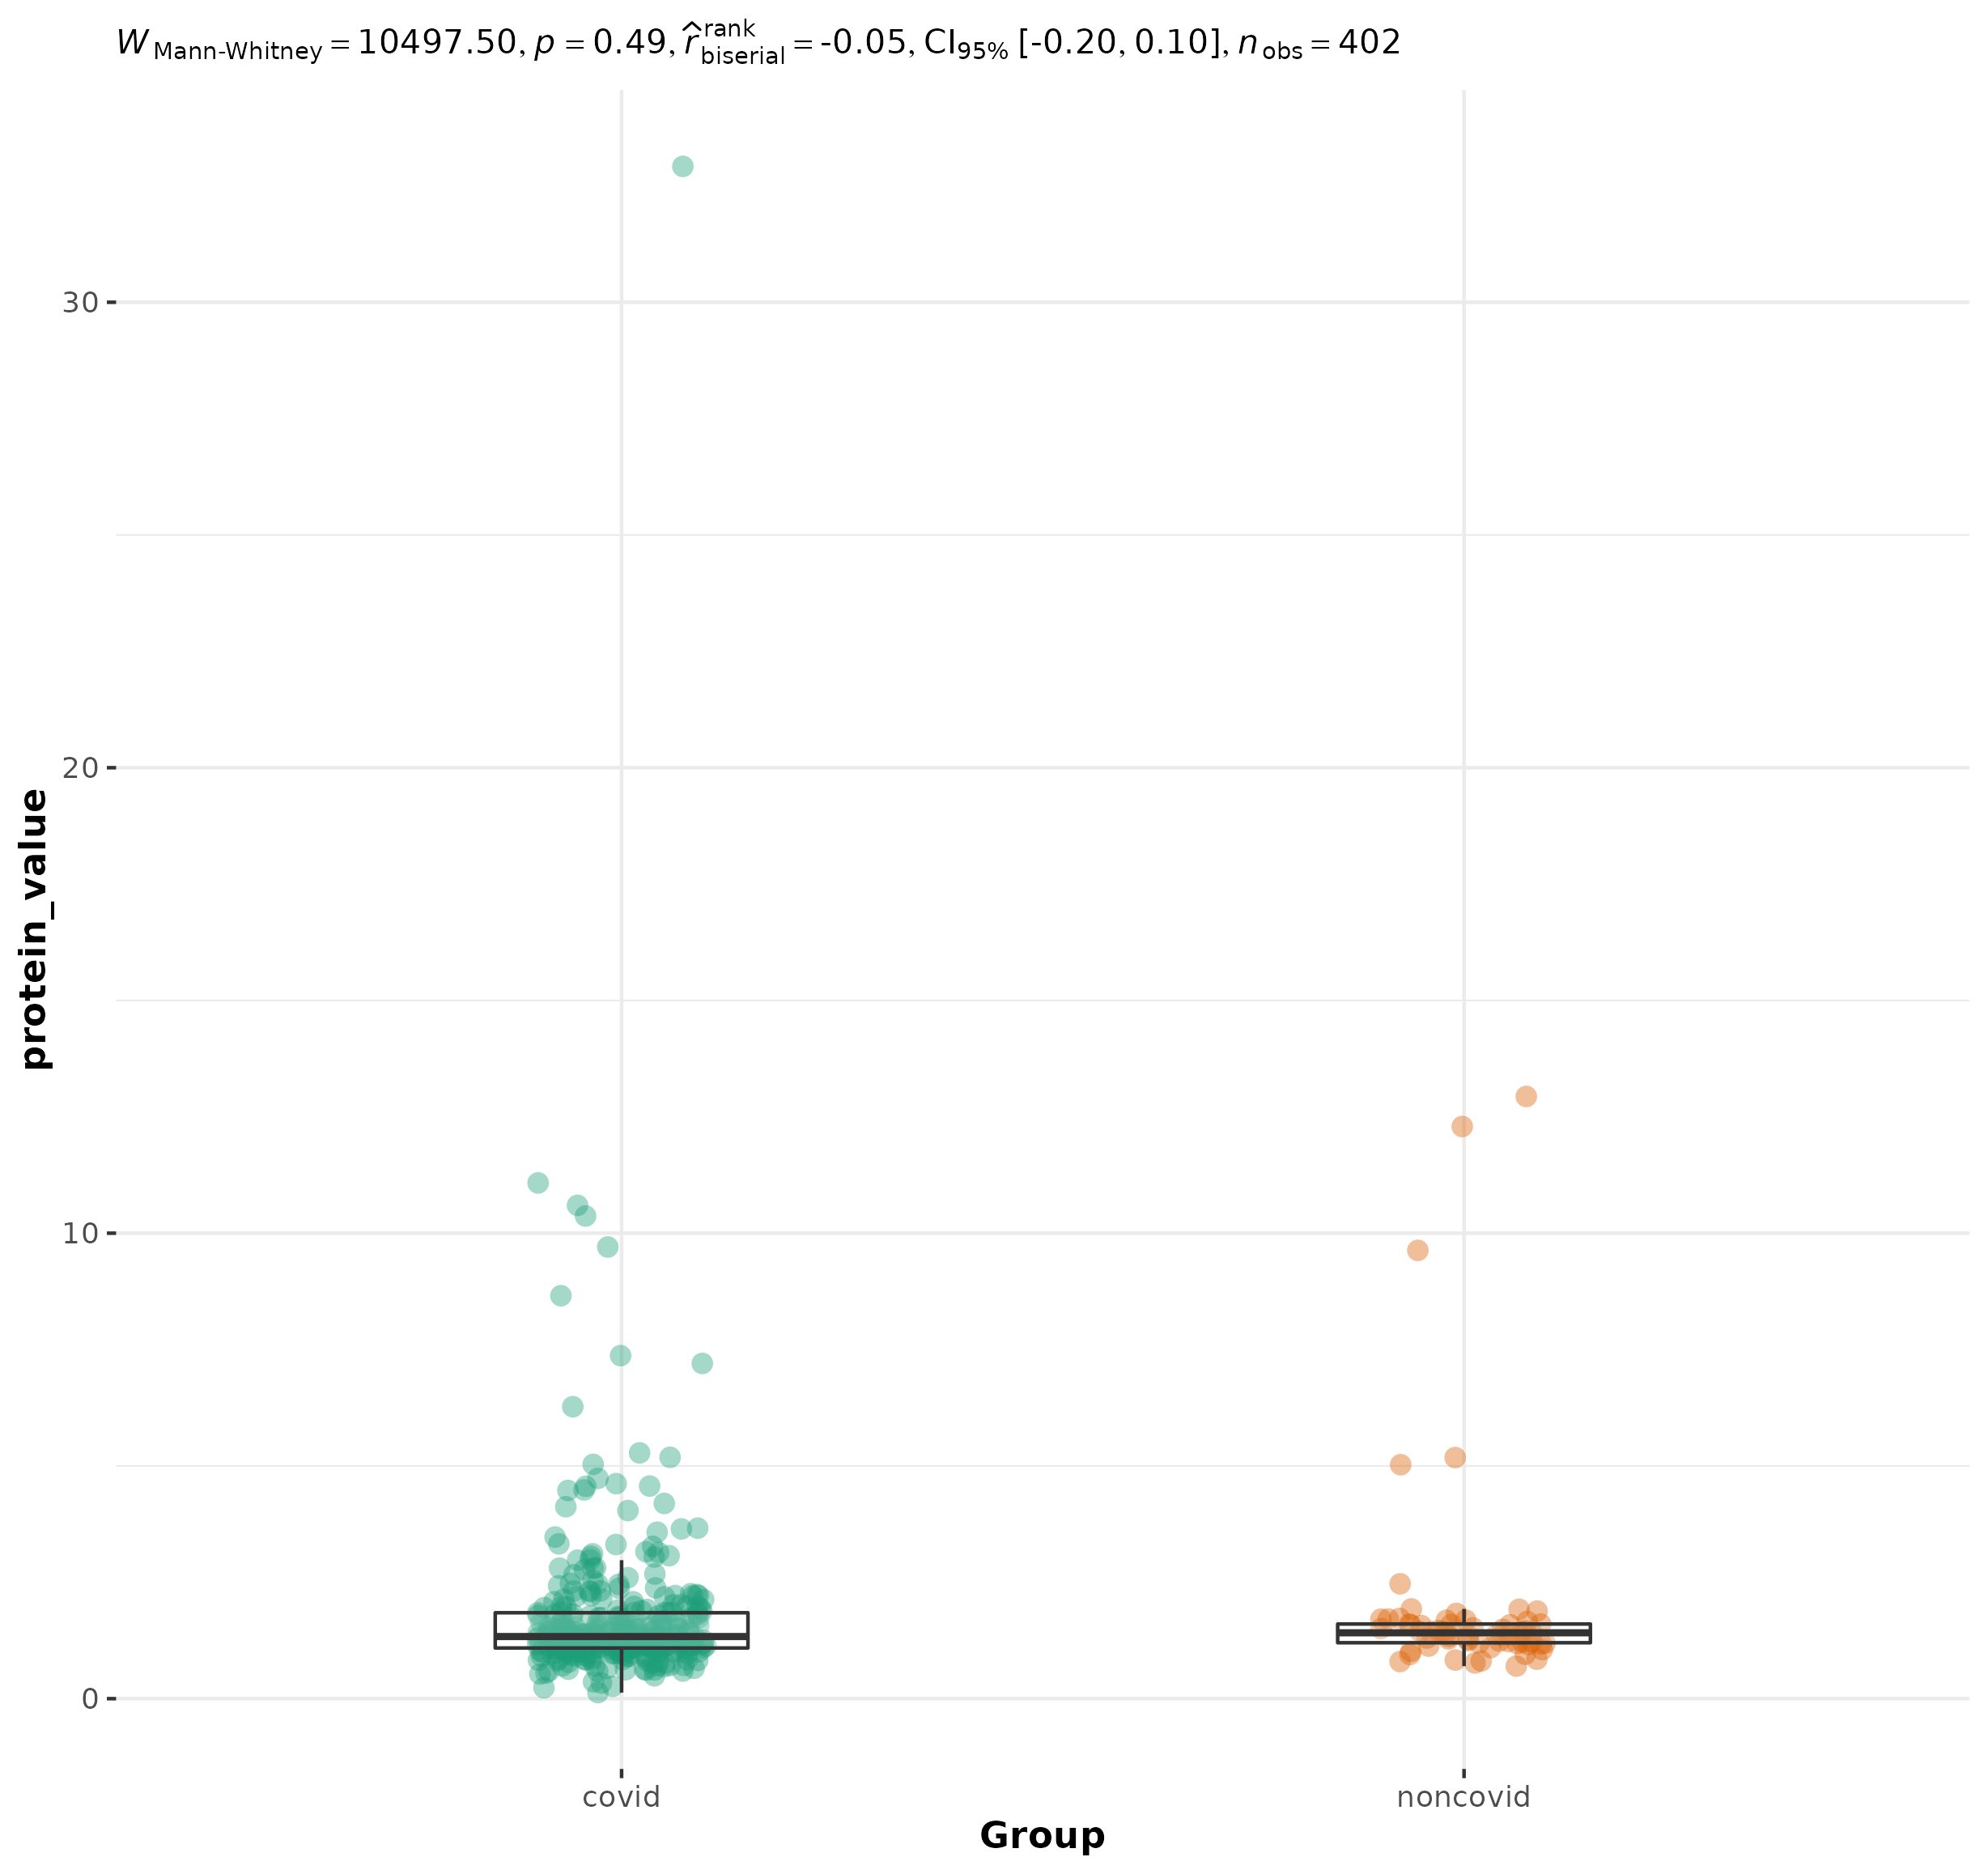 W Mann-Whitney = 10497.50, p = 0.49, r̂ rank biserial = -0.05, CI95% [-0.20, 0.10], n obs = 402
30
20
10
0
protein_value
covid noncovid
Group